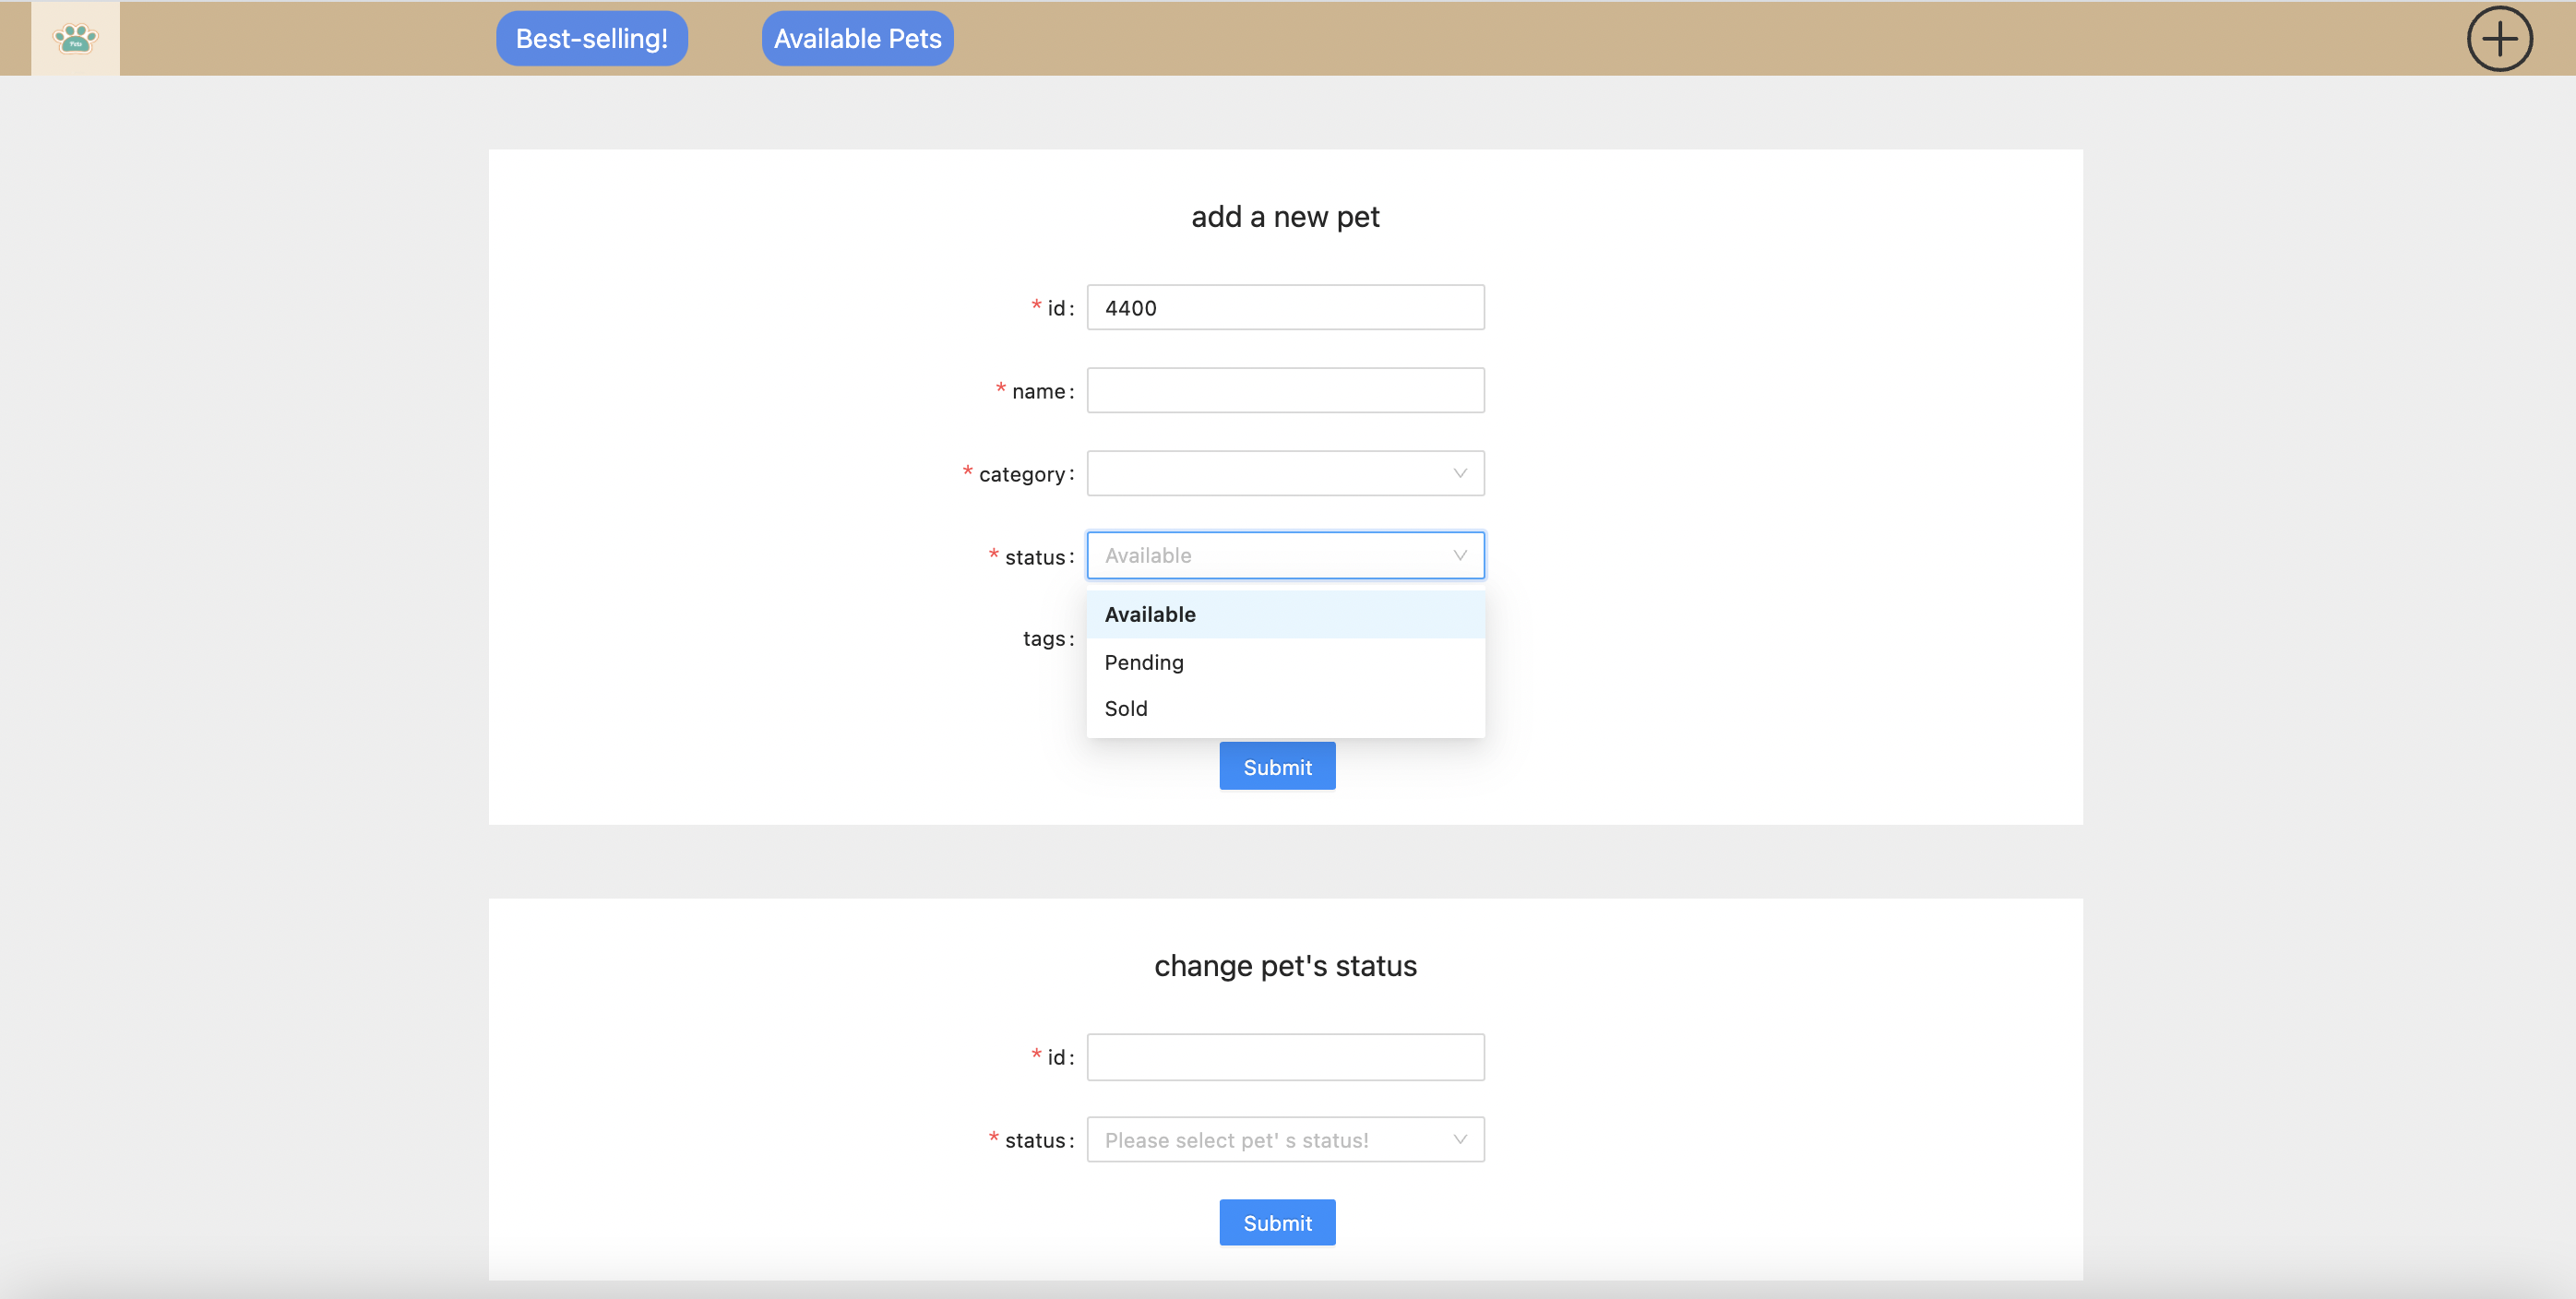 Pets
Best-selling!
Available Pets
add a new pet
* id: 4400
* name:
* category:
* status: Available
Available
tags:
Pending
Sold
Submit
change pet's status
* id:
* status: Please select pet' s status!
Submit